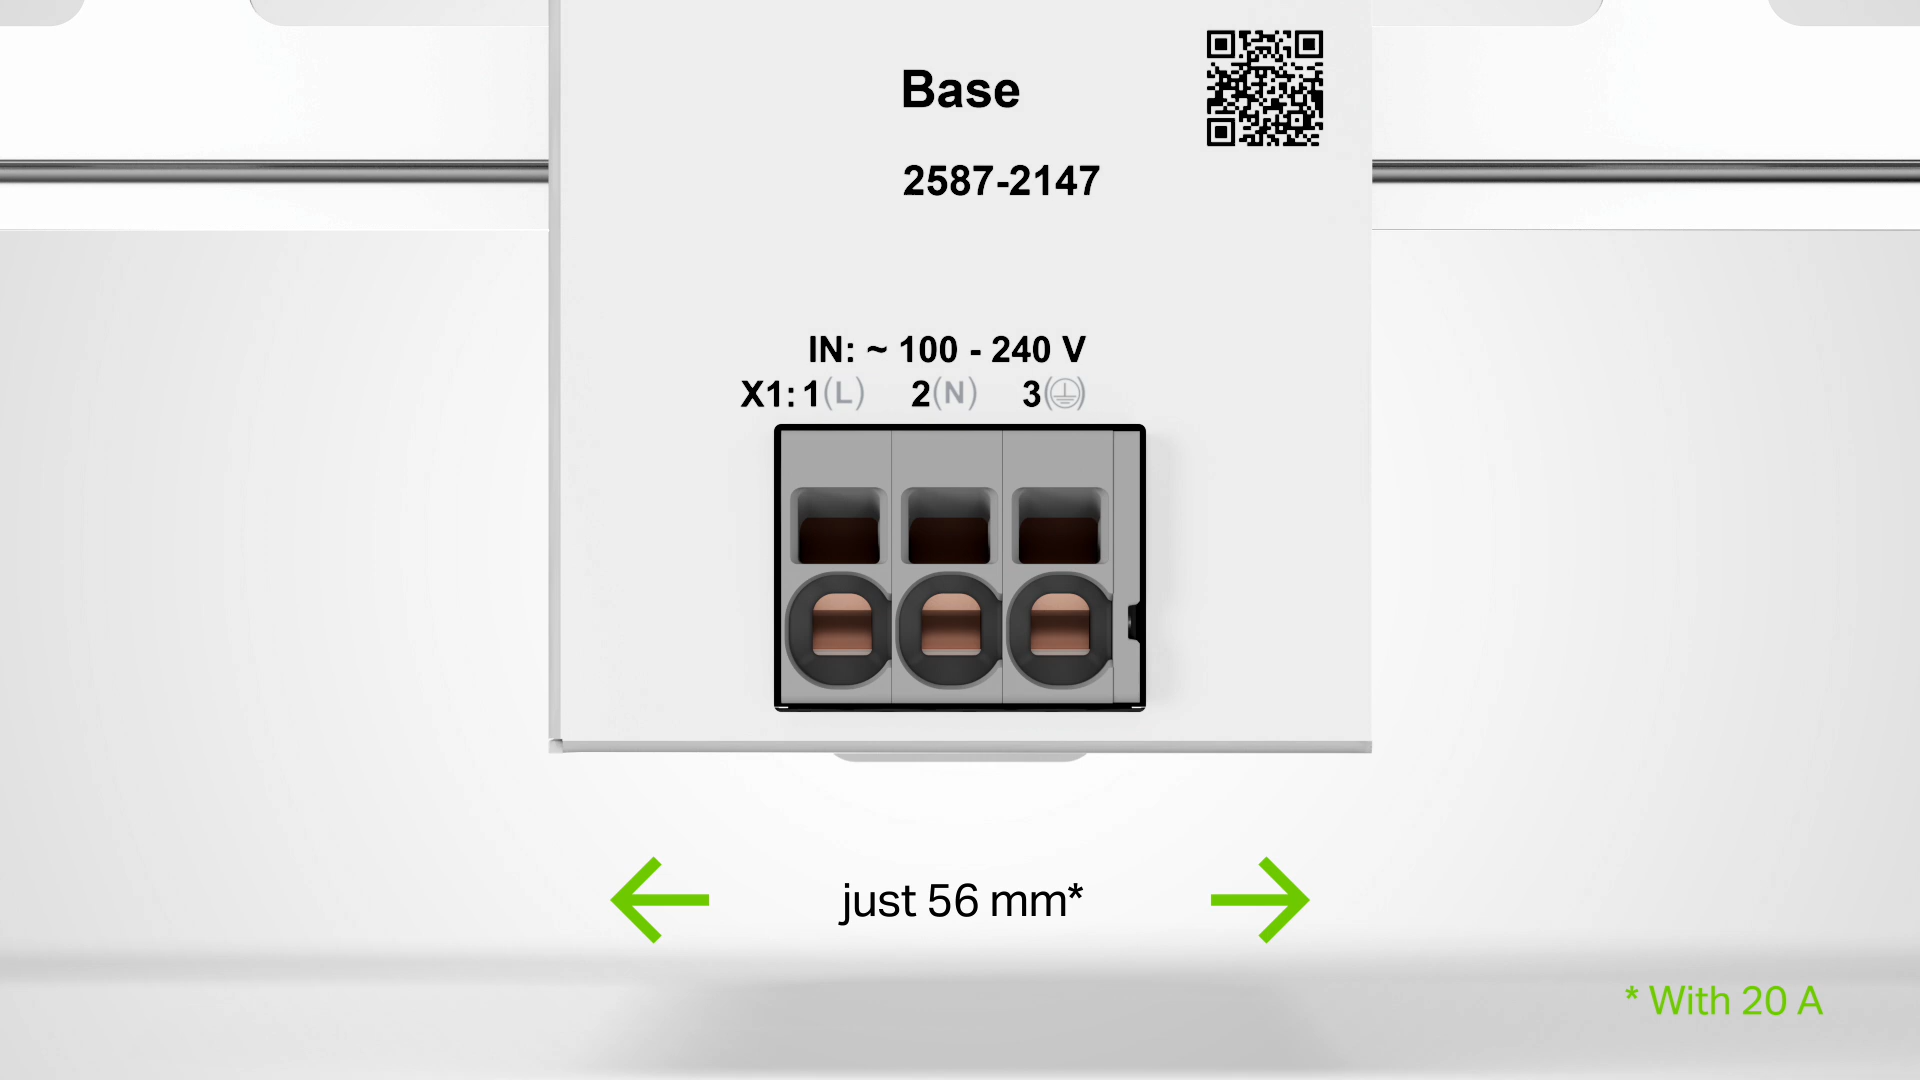 Base
2587-2147
IN: ~ 100 - 240 V
X1: 1(L) 2(N) 3(⏚)
just 56 mm*
* With 20 A